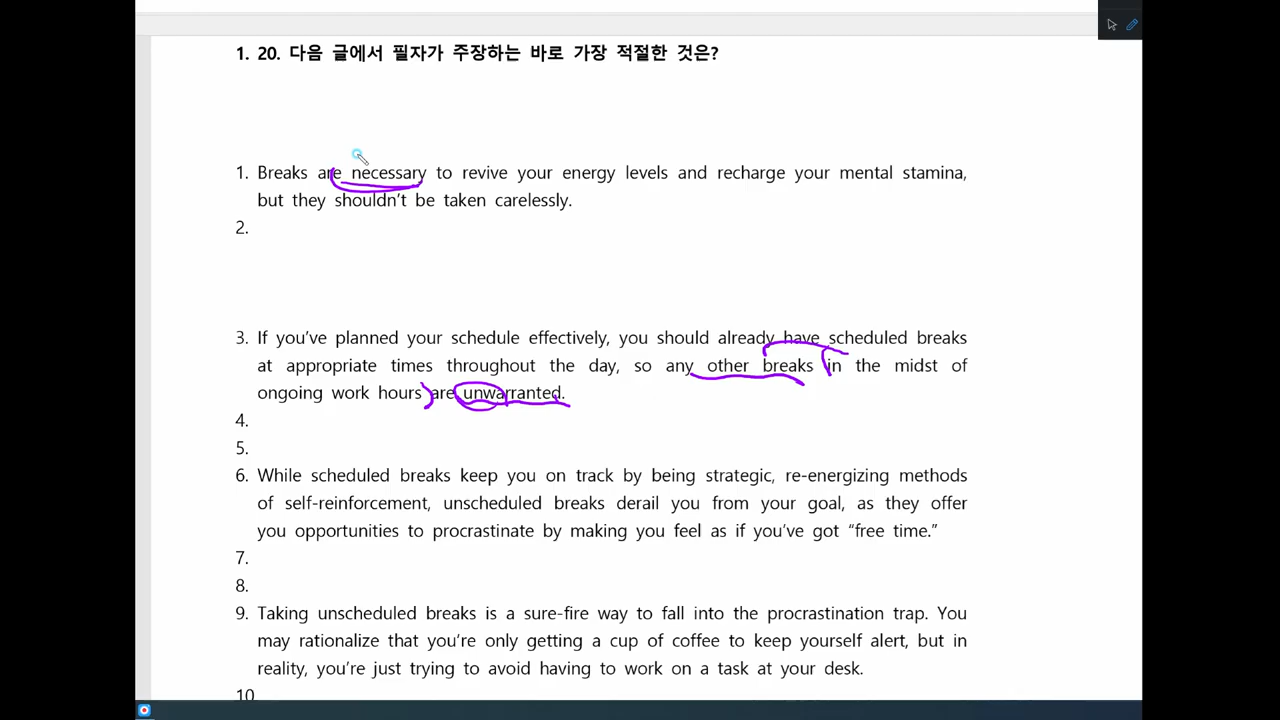 1. 20. 다음 글에서 필자가 주장하는 바로 가장 적절한 것은?
1. Breaks are necessary to revive your energy levels and recharge your mental stamina,
but they shouldn't be taken carelessly.
2.
3. If you've planned your schedule effectively, you should already have scheduled breaks
at appropriate times throughout the day, so any other breaks in the midst of
ongoing work hours are unwarranted.
4.
5.
6. While scheduled breaks keep you on track by being strategic, re-energizing methods
of self-reinforcement, unscheduled breaks derail you from your goal, as they offer
you opportunities to procrastinate by making you feel as if you've got “free time.”
7.
8.
9. Taking unscheduled breaks is a sure-fire way to fall into the procrastination trap. You
may rationalize that you're only getting a cup of coffee to keep yourself alert, but in
reality, you're just trying to avoid having to work on a task at your desk.
10